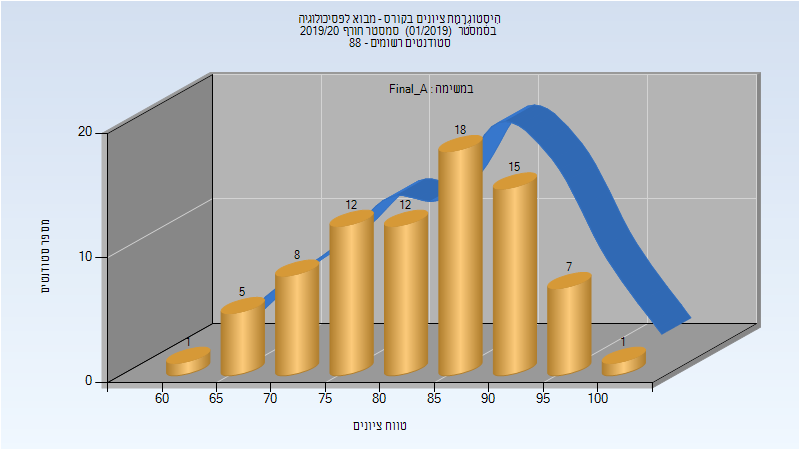 היסטוגרמת ציונים בקורס - מבוא לפסיכולוגיה
בסמסטר (01/2019) סמסטר חורף 2019/20
סטודנטים רשומים - 88
במשימה : Final_A
מספר סטודנטים
20
10
0
1
5
8
12
12
18
15
7
1
60 65 70 75 80 85 90 95 100
טווח ציונים